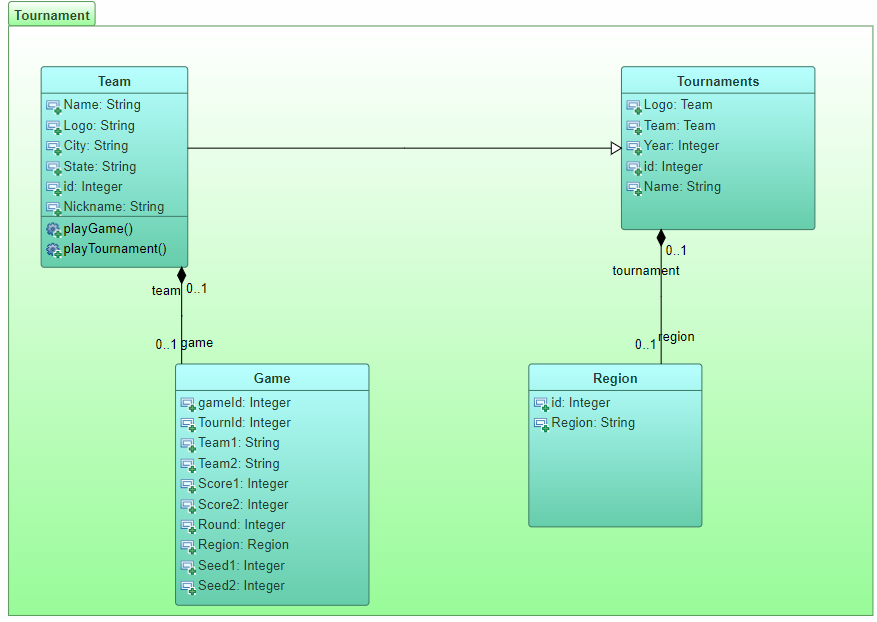 Tournament
Team
Name: String
Logo: String
City: String
State: String
id: Integer
Nickname: String
playGame()
playTournament()
Tournaments
Logo: Team
Team: Team
Year: Integer
id: Integer
Name: String
team
0..1
0..1
game
0..1
tournament
0..1
region
Game
gameId: Integer
TournId: Integer
Team1: String
Team2: String
Score1: Integer
Score2: Integer
Round: Integer
Region: Region
Seed1: Integer
Seed2: Integer
Region
id: Integer
Region: String